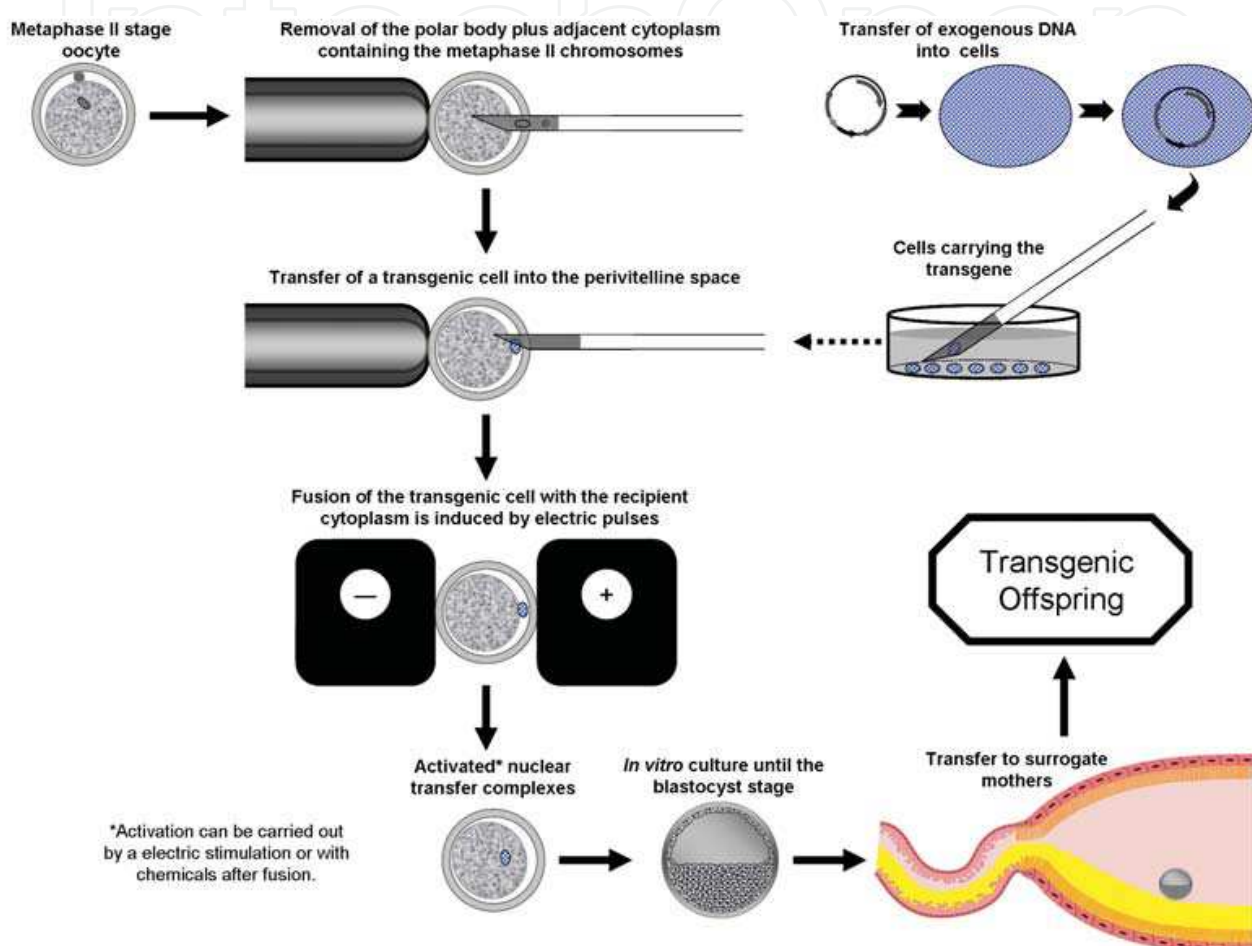 Metaphase II stage
oocyte
Removal of the polar body plus adjacent cytoplasm
containing the metaphase II chromosomes
Transfer of exogenous DNA
into cells
Cells carrying the
transgene
Transfer of a transgenic cell into the perivitelline space
Fusion of the transgenic cell with the recipient
cytoplasm is induced by electric pulses
—
+
Transgenic
Offspring
Activated* nuclear
transfer complexes
In vitro culture until the
blastocyst stage
Transfer to surrogate
mothers
*Activation can be carried out
by a electric stimulation or with
chemicals after fusion.